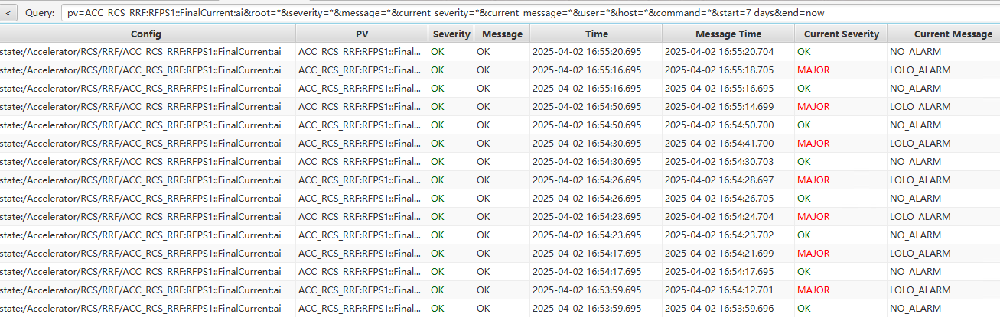 < Query: pv=ACC_RCS_RRF:RFPS1::FinalCurrent:ai&root=*&severity=*&message=*&current_severity=*&current_message=*&user=*&host=*&command=*&start=7 days&end=now
Config PV Severity Message Time Message Time Current Severity Current Message
state:/Accelerator/RCS/RRF/ACC_RCS_RRF:RFPS1::FinalCurrent:ai ACC_RCS_RRF:RFPS1::Final... OK OK 2025-04-02 16:55:20.695 2025-04-02 16:55:20.704 OK NO_ALARM
state:/Accelerator/RCS/RRF/ACC_RCS_RRF:RFPS1::FinalCurrent:ai ACC_RCS_RRF:RFPS1::Final... OK OK 2025-04-02 16:55:16.695 2025-04-02 16:55:18.705 MAJOR LOLO_ALARM
state:/Accelerator/RCS/RRF/ACC_RCS_RRF:RFPS1::FinalCurrent:ai ACC_RCS_RRF:RFPS1::Final... OK OK 2025-04-02 16:55:16.695 2025-04-02 16:55:16.695 OK NO_ALARM
state:/Accelerator/RCS/RRF/ACC_RCS_RRF:RFPS1::FinalCurrent:ai ACC_RCS_RRF:RFPS1::Final... OK OK 2025-04-02 16:54:50.695 2025-04-02 16:55:14.699 MAJOR LOLO_ALARM
state:/Accelerator/RCS/RRF/ACC_RCS_RRF:RFPS1::FinalCurrent:ai ACC_RCS_RRF:RFPS1::Final... OK OK 2025-04-02 16:54:50.695 2025-04-02 16:54:50.700 OK NO_ALARM
state:/Accelerator/RCS/RRF/ACC_RCS_RRF:RFPS1::FinalCurrent:ai ACC_RCS_RRF:RFPS1::Final... OK OK 2025-04-02 16:54:30.695 2025-04-02 16:54:41.700 MAJOR LOLO_ALARM
state:/Accelerator/RCS/RRF/ACC_RCS_RRF:RFPS1::FinalCurrent:ai ACC_RCS_RRF:RFPS1::Final... OK OK 2025-04-02 16:54:30.695 2025-04-02 16:54:30.703 OK NO_ALARM
state:/Accelerator/RCS/RRF/ACC_RCS_RRF:RFPS1::FinalCurrent:ai ACC_RCS_RRF:RFPS1::Final... OK OK 2025-04-02 16:54:26.695 2025-04-02 16:54:28.697 MAJOR LOLO_ALARM
state:/Accelerator/RCS/RRF/ACC_RCS_RRF:RFPS1::FinalCurrent:ai ACC_RCS_RRF:RFPS1::Final... OK OK 2025-04-02 16:54:26.695 2025-04-02 16:54:26.705 OK NO_ALARM
state:/Accelerator/RCS/RRF/ACC_RCS_RRF:RFPS1::FinalCurrent:ai ACC_RCS_RRF:RFPS1::Final... OK OK 2025-04-02 16:54:23.695 2025-04-02 16:54:24.704 MAJOR LOLO_ALARM
state:/Accelerator/RCS/RRF/ACC_RCS_RRF:RFPS1::FinalCurrent:ai ACC_RCS_RRF:RFPS1::Final... OK OK 2025-04-02 16:54:23.695 2025-04-02 16:54:23.702 OK NO_ALARM
state:/Accelerator/RCS/RRF/ACC_RCS_RRF:RFPS1::FinalCurrent:ai ACC_RCS_RRF:RFPS1::Final... OK OK 2025-04-02 16:54:17.695 2025-04-02 16:54:21.699 MAJOR LOLO_ALARM
state:/Accelerator/RCS/RRF/ACC_RCS_RRF:RFPS1::FinalCurrent:ai ACC_RCS_RRF:RFPS1::Final... OK OK 2025-04-02 16:54:17.695 2025-04-02 16:54:17.695 OK NO_ALARM
state:/Accelerator/RCS/RRF/ACC_RCS_RRF:RFPS1::FinalCurrent:ai ACC_RCS_RRF:RFPS1::Final... OK OK 2025-04-02 16:53:59.695 2025-04-02 16:54:12.701 MAJOR LOLO_ALARM
state:/Accelerator/RCS/RRF/ACC_RCS_RRF:RFPS1::FinalCurrent:ai ACC_RCS_RRF:RFPS1::Final... OK OK 2025-04-02 16:53:59.695 2025-04-02 16:53:59.696 OK NO_ALARM